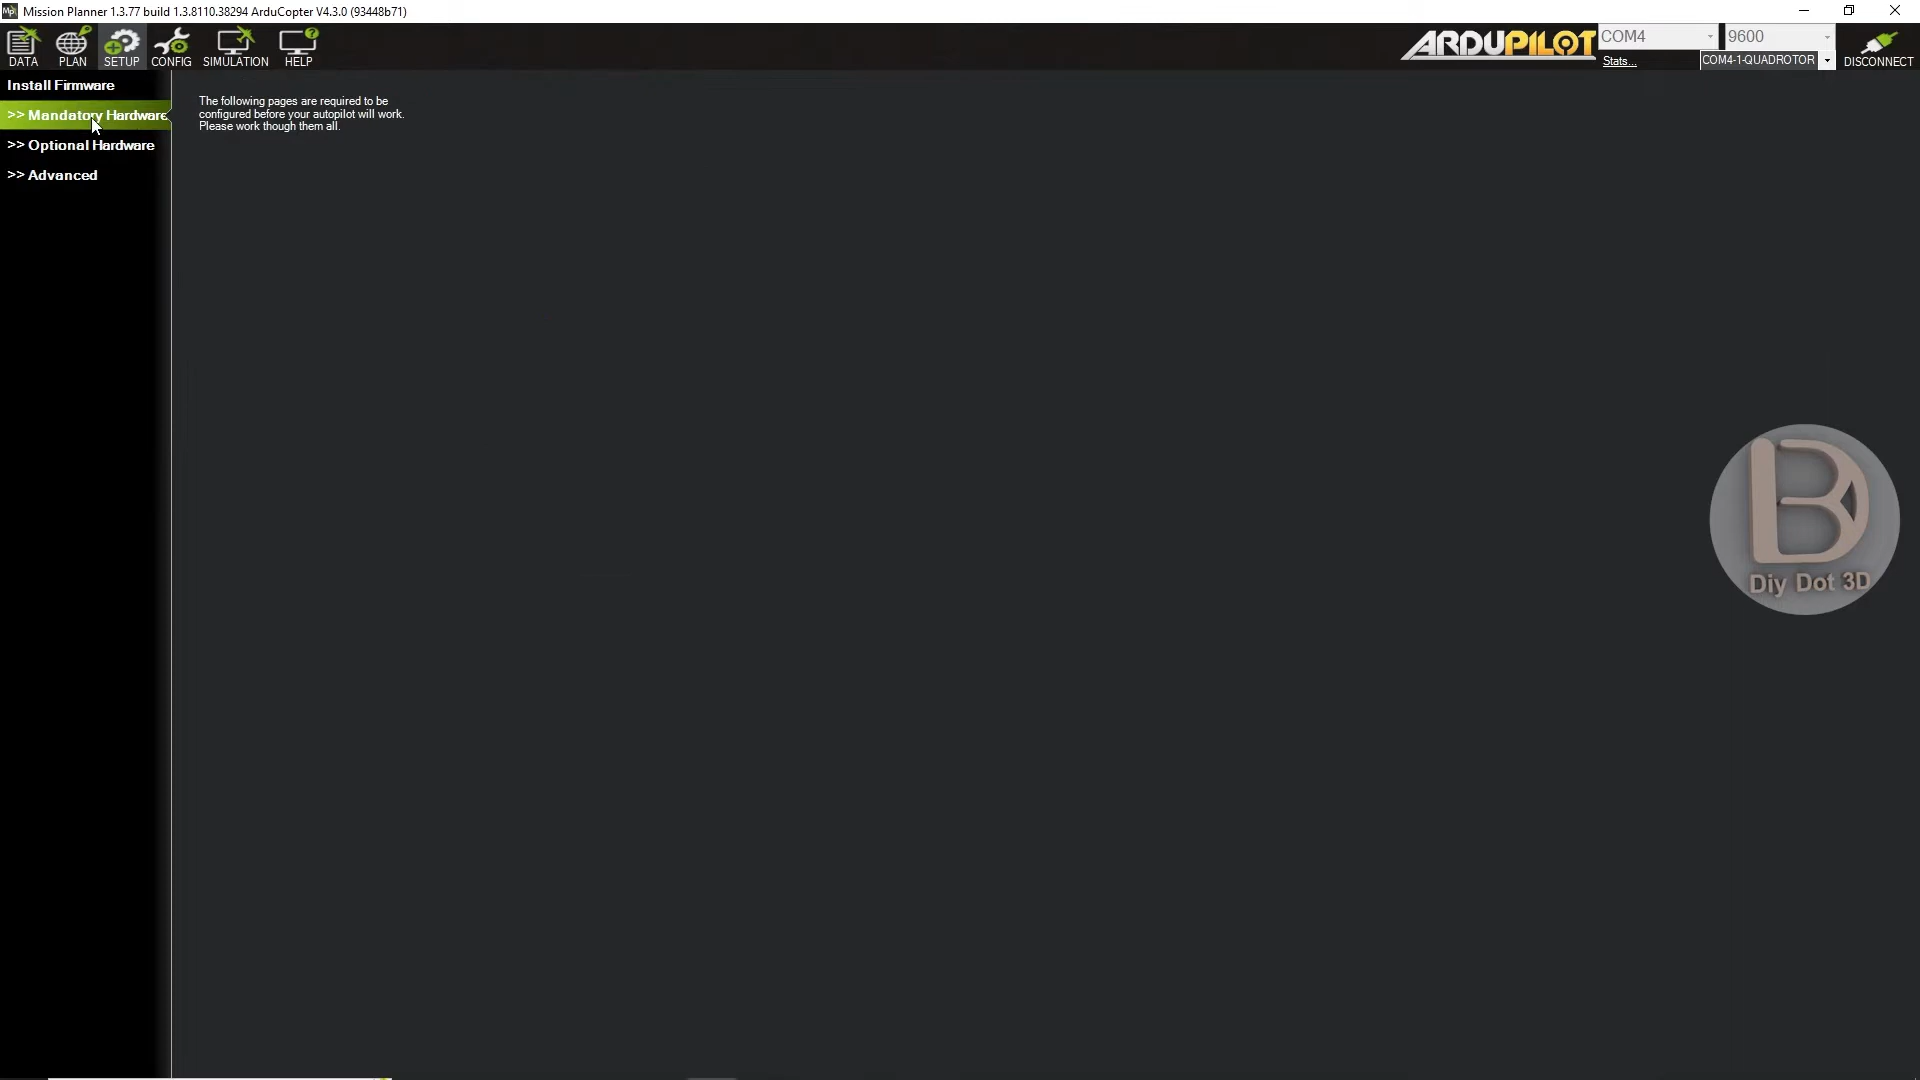 Mission Planner 1.3.77 build 1.3.8110.38294 ArduCopter V4.3.0 (93448b71)
DATA
PLAN
SETUP
CONFIG
SIMULATION
HELP
ARDUPILOT
COM4
9600
Stats...
COM4-1-QUADROTOR
DISCONNECT
Install Firmware
>> Mandatory Hardware
>> Optional Hardware
>> Advanced
The following pages are required to be
configured before your autopilot will work.
Please work though them all.
Diy Dot 3D